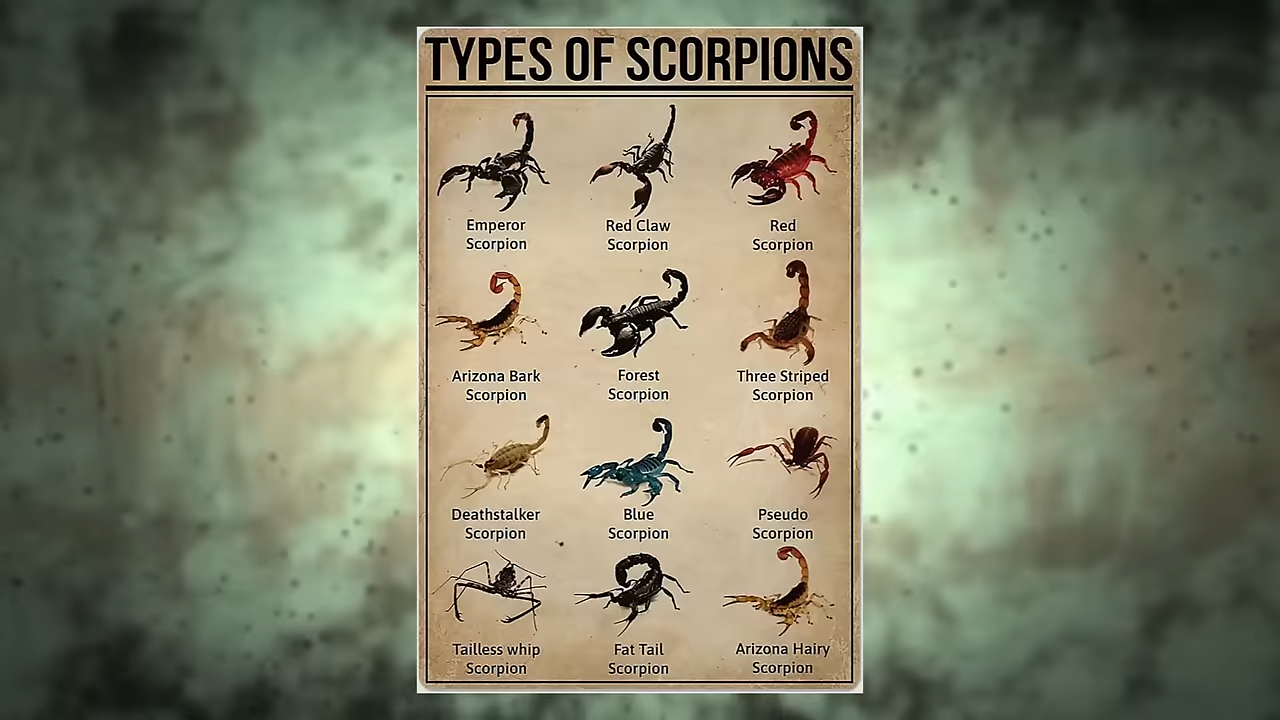 TYPES OF SCORPIONS
Emperor
Scorpion
Red Claw
Scorpion
Red
Scorpion
Arizona Bark
Scorpion
Forest
Scorpion
Three Striped
Scorpion
Deathstalker
Scorpion
Blue
Scorpion
Pseudo
Scorpion
Tailless whip
Scorpion
Fat Tail
Scorpion
Arizona Hairy
Scorpion